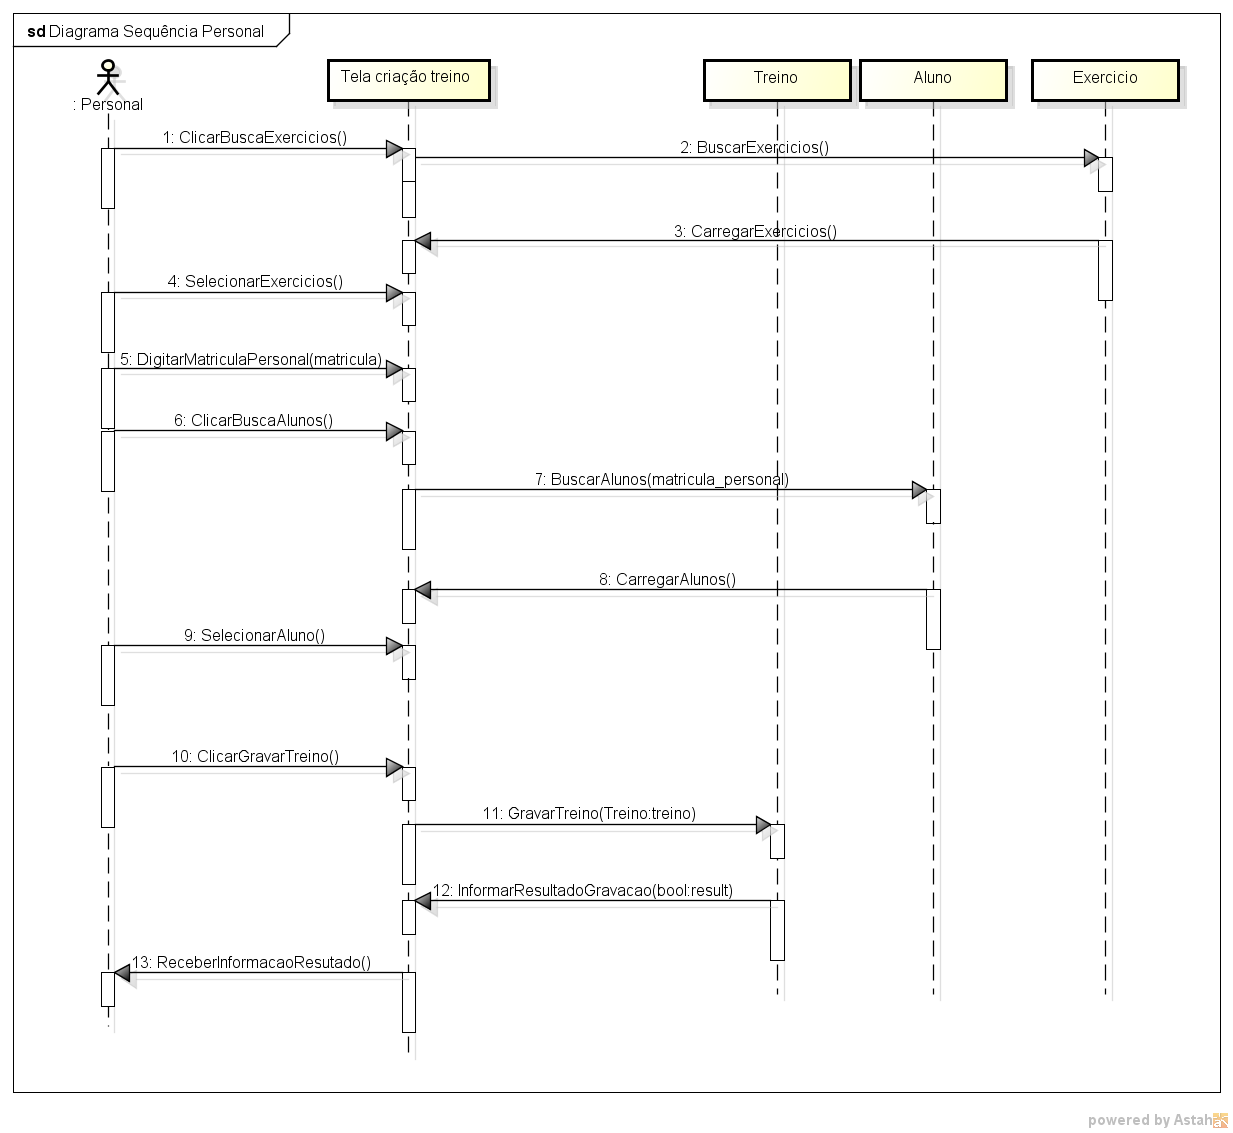 sd Diagrama Sequência Personal
: Personal
Tela criação treino
Treino
Aluno
Exercicio
1: ClicarBuscaExercicios()
2: BuscarExercicios()
3: CarregarExercicios()
4: SelecionarExercicios()
5: DigitarMatriculaPersonal(matricula)
6: ClicarBuscaAlunos()
7: BuscarAlunos(matricula_personal)
8: CarregarAlunos()
9: SelecionarAluno()
10: ClicarGravarTreino()
11: GravarTreino(Treino:treino)
12: InformarResultadoGravacao(bool:result)
13: ReceberInformacaoResutado()
powered by Astah